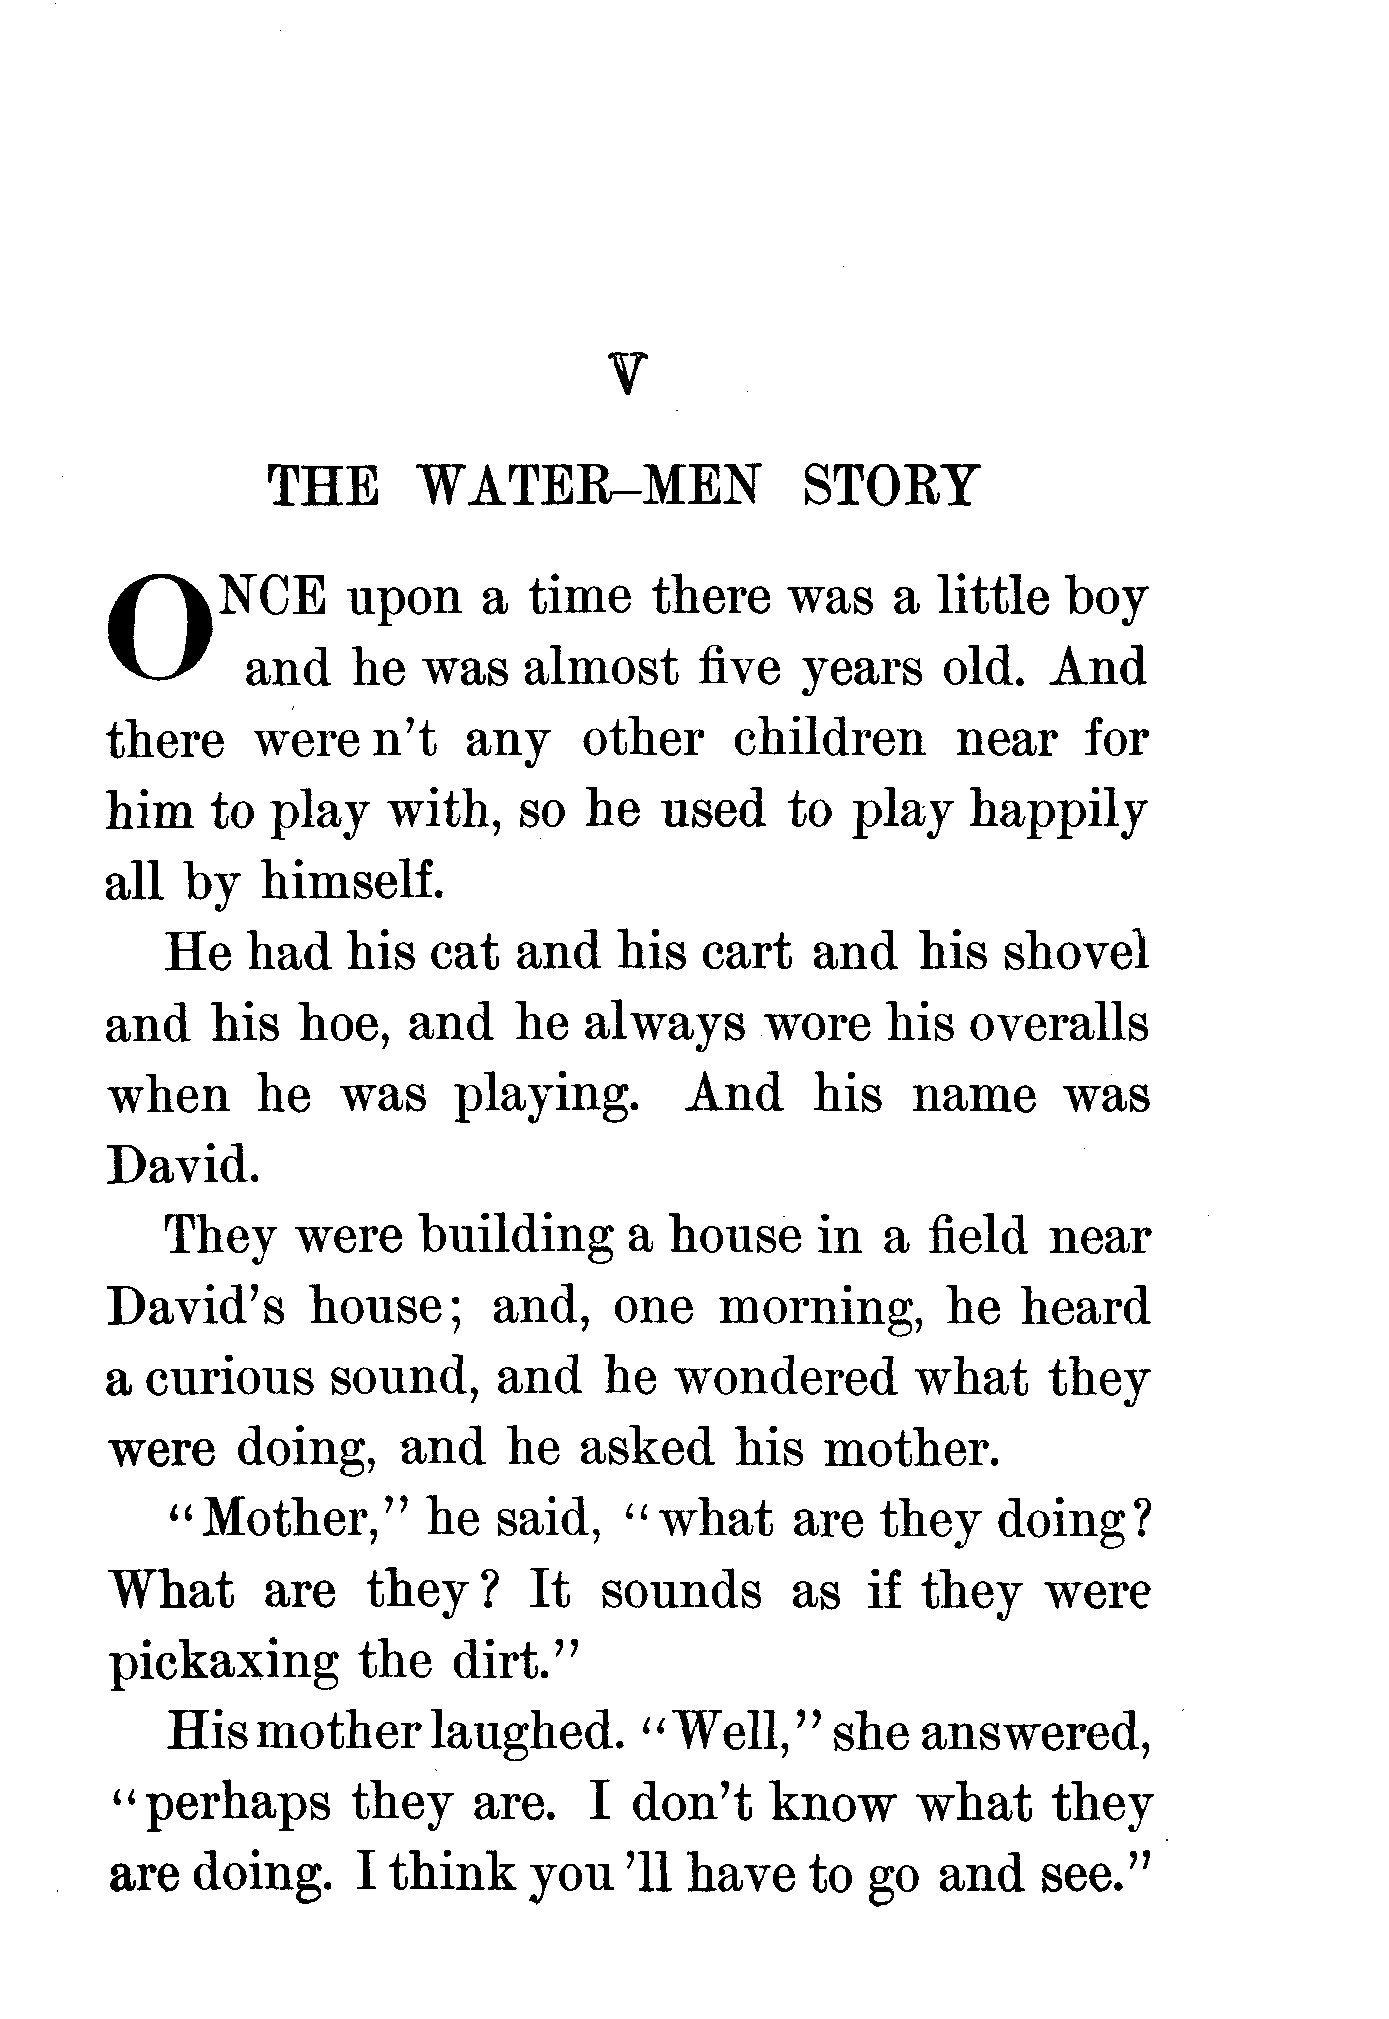 V
THE WATER–MEN STORY
ONCE upon a time there was a little boy
and he was almost five years old. And
there were n't any other children near for
him to play with, so he used to play happily
all by himself.
He had his cat and his cart and his shovel
and his hoe, and he always wore his overalls
when he was playing. And his name was
David.
They were building a house in a field near
David's house; and, one morning, he heard
a curious sound, and he wondered what they
were doing, and he asked his mother.
"Mother," he said, "what are they doing?
What are they? It sounds as if they were
pickaxing the dirt."
His mother laughed. "Well," she answered,
"perhaps they are. I don't know what they
are doing. I think you 'll have to go and see."